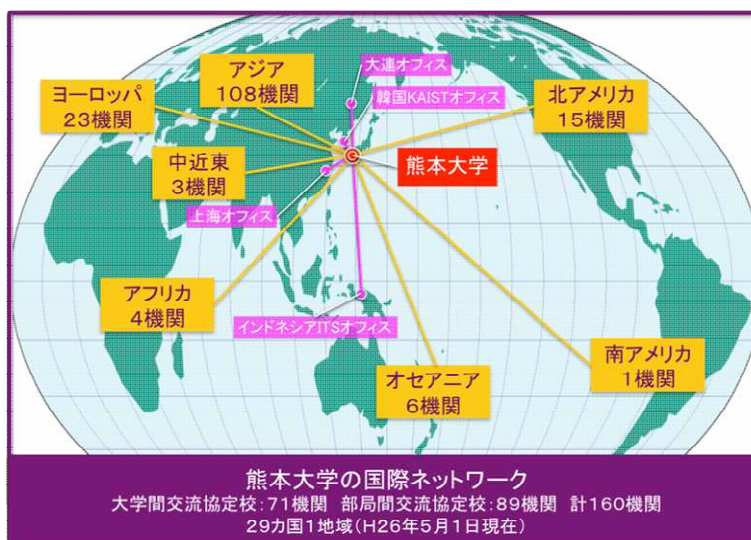 大連オフィス
アジア
108機関
韓国KAISTオフィス
ヨーロッパ
23機関
北アメリカ
15機関
中近東
3機関
熊本大学
上海オフィス
アフリカ
4機関
インドネシアITSオフィス
オセアニア
6機関
南アメリカ
1機関
熊本大学の国際ネットワーク
大学間交流協定校:71機関 部局間交流協定校:89機関 計160機関
29カ国1地域(H26年5月1日現在)